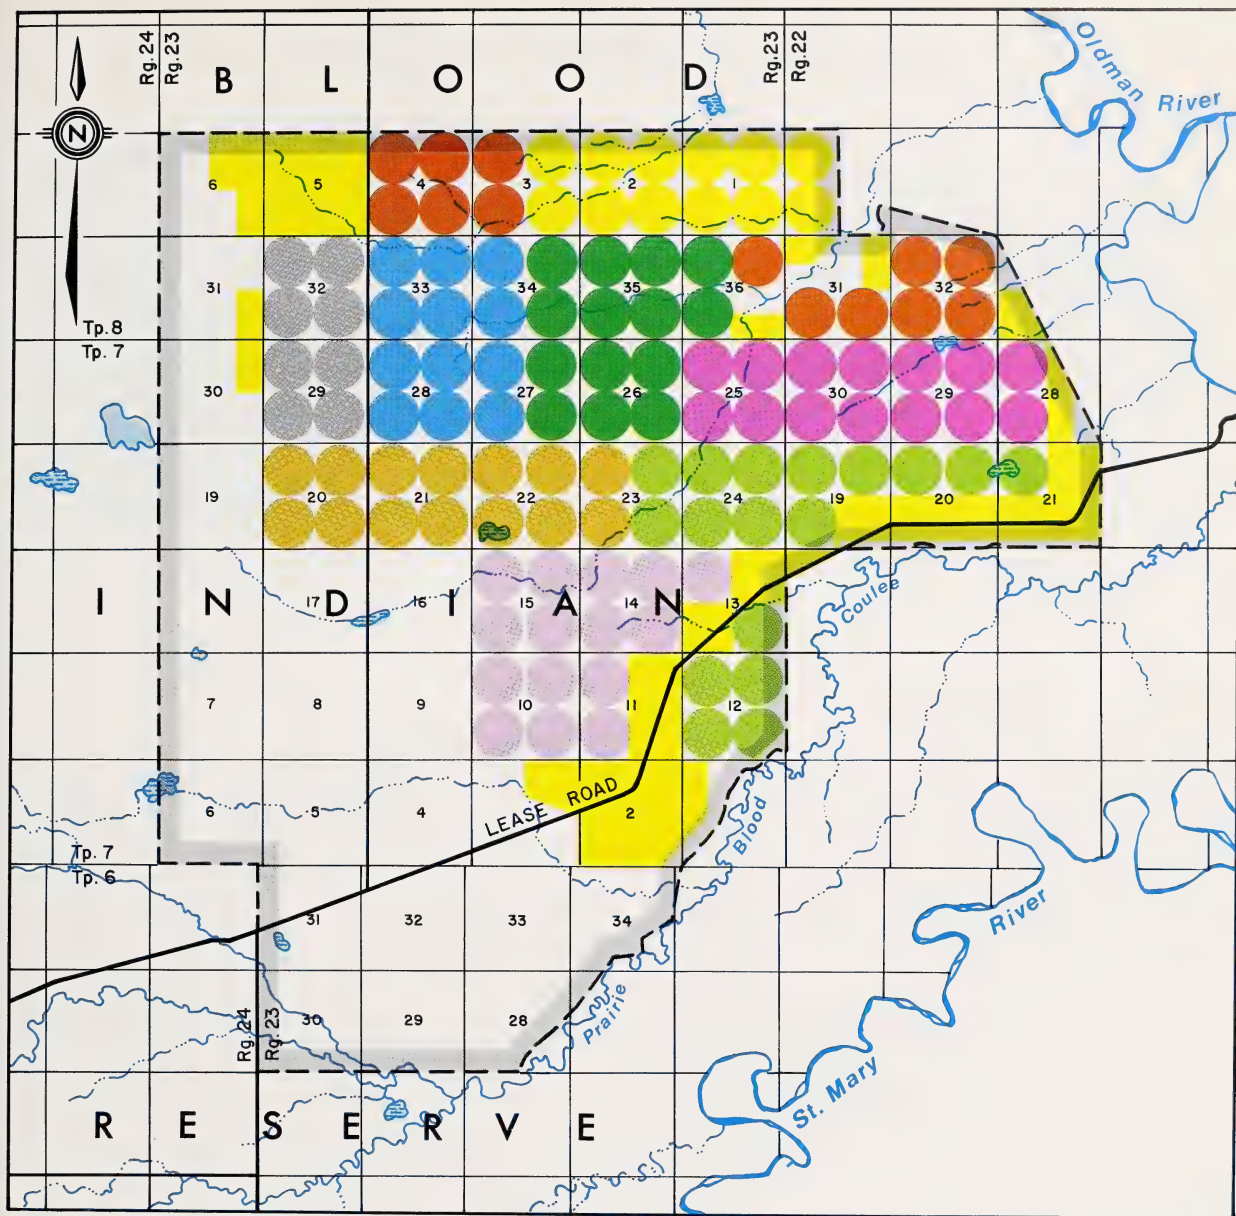 Rg.24
Rg.23
Rg.23
Rg.22
B L O O D
Oldman River
N
6 5 4 3 2 1
31 32 33 34 35 36 31 32
Tp. 8
Tp. 7
30 29 28 27 26 25 30 29 28
19 20 21 22 23 24 19 20 21
I N D I A N
17 16 15 14 13
Coulee
7 8 9 10 11 12
LEASE ROAD
6 5 4 2
Blood
Tp. 7
Tp. 6
31 32 33 34
River
Rg.24
Rg.23
30 29 28
Prairie
St. Mary
R E S E R V E